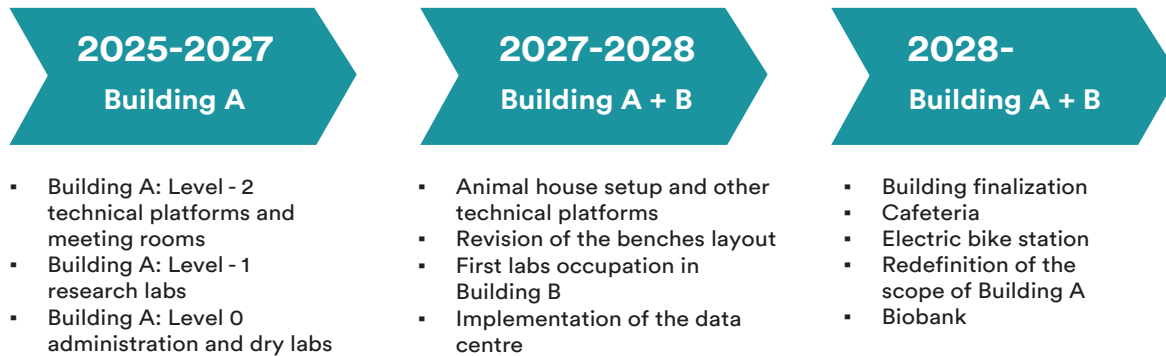 2025-2027
Building A
▪ Building A: Level - 2
technical platforms and
meeting rooms
▪ Building A: Level - 1
research labs
▪ Building A: Level 0
administration and dry labs
2027-2028
Building A + B
▪ Animal house setup and other
technical platforms
▪ Revision of the benches layout
▪ First labs occupation in
Building B
▪ Implementation of the data
centre
2028-
Building A + B
▪ Building finalization
▪ Cafeteria
▪ Electric bike station
▪ Redefinition of the
scope of Building A
▪ Biobank